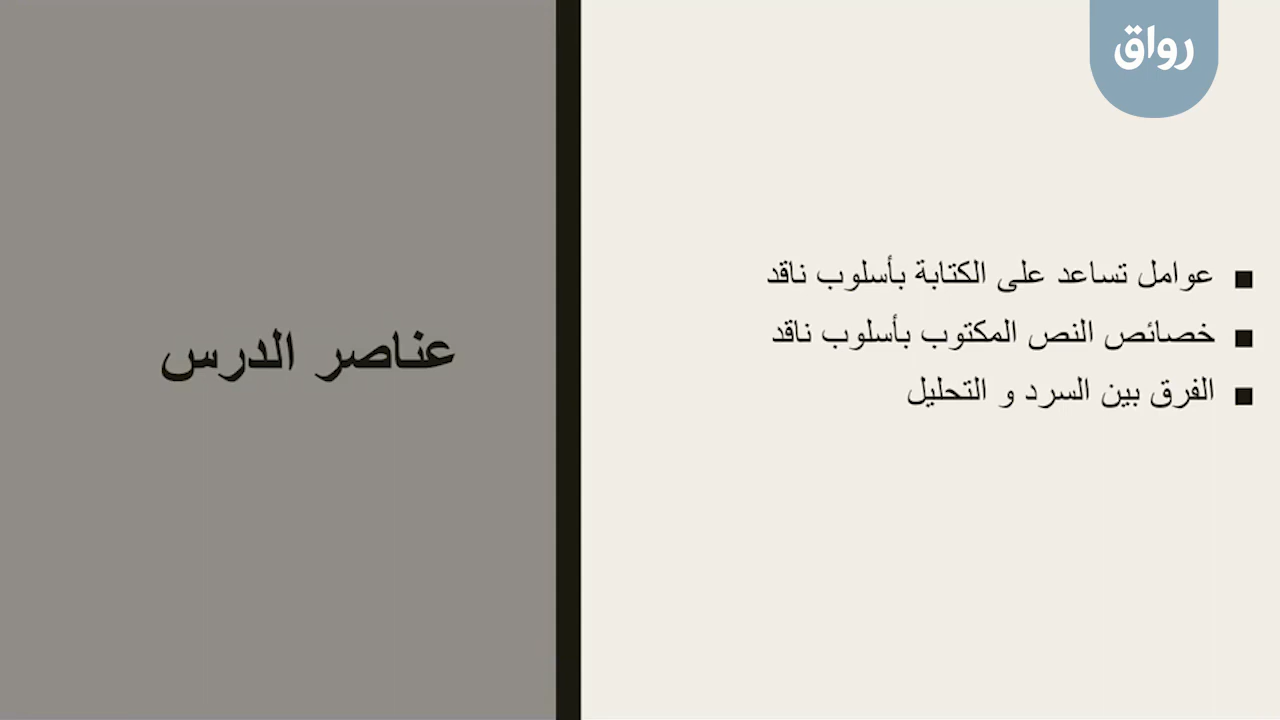 رواق
عناصر الدرس
عوامل تساعد على الكتابة بأسلوب ناقد
خصائص النص المكتوب بأسلوب ناقد
الفرق بين السرد و التحليل